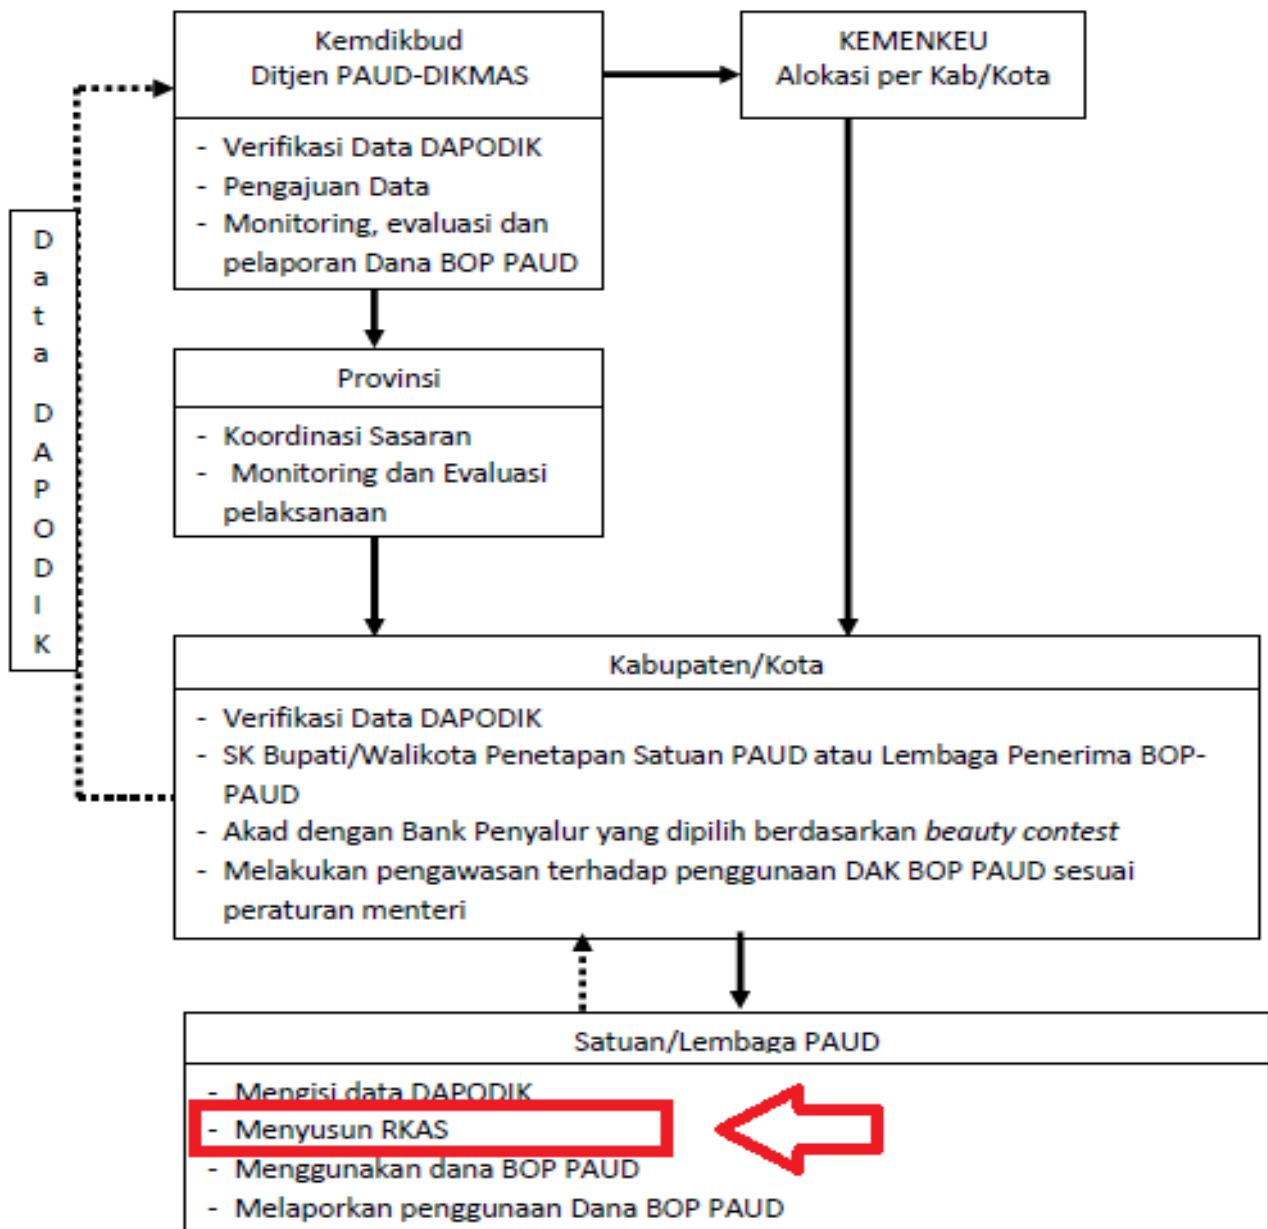 Kemdikbud
Ditjen PAUD-DIKMAS
- Verifikasi Data DAPODIK
- Pengajuan Data
- Monitoring, evaluasi dan
pelaporan Dana BOP PAUD
KEMENKEU
Alokasi per Kab/Kota
Data DAPODIK
Provinsi
- Koordinasi Sasaran
- Monitoring dan Evaluasi
pelaksanaan
Kabupaten/Kota
- Verifikasi Data DAPODIK
- SK Bupati/Walikota Penetapan Satuan PAUD atau Lembaga Penerima BOP-
PAUD
- Akad dengan Bank Penyalur yang dipilih berdasarkan beauty contest
- Melakukan pengawasan terhadap penggunaan DAK BOP PAUD sesuai
peraturan menteri
Satuan/Lembaga PAUD
- Mengisi data DAPODIK
- Menyusun RKAS
- Menggunakan dana BOP PAUD
- Melaporkan penggunaan Dana BOP PAUD